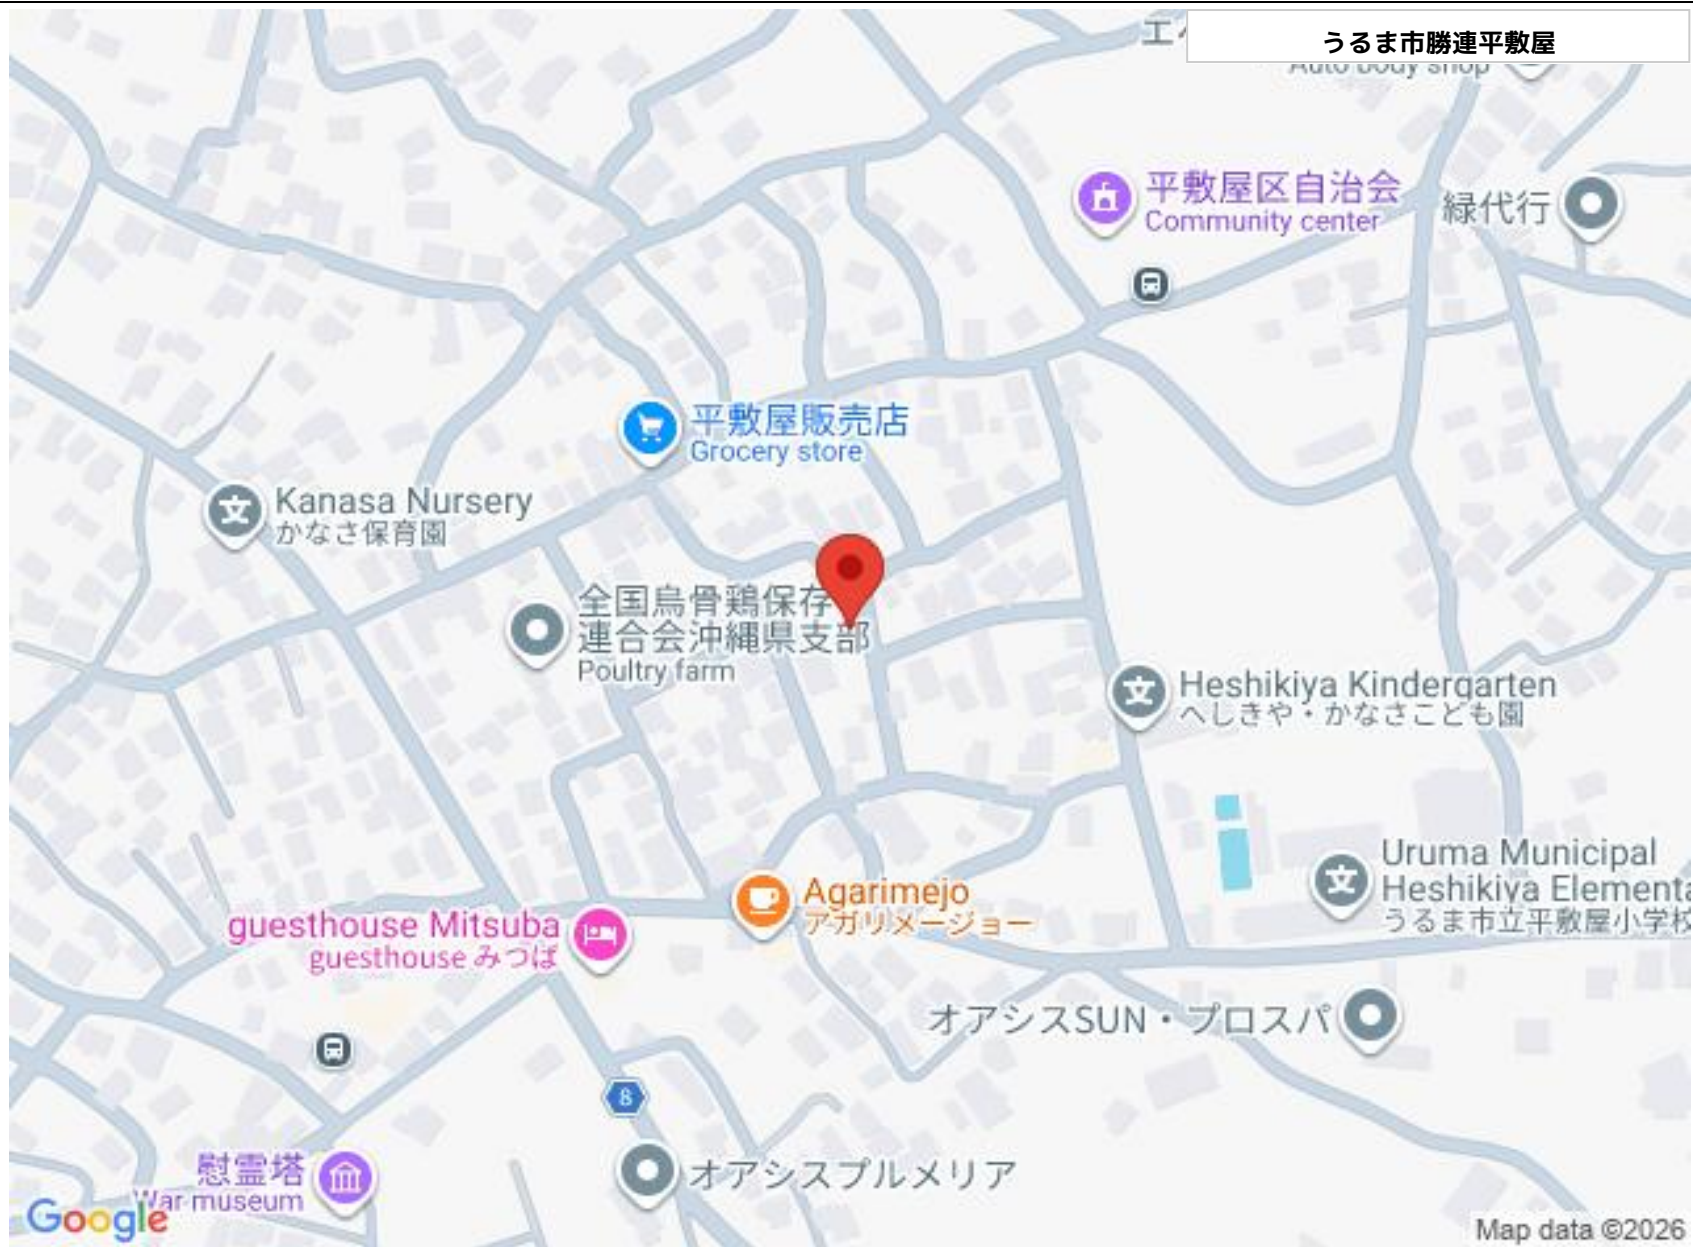 うるま市勝連平敷屋
Auto body shop
平敷屋区自治会
Community center
緑代行
平敷屋販売店
Grocery store
Kanasa Nursery
かなさ保育園
全国烏骨鶏保存
連合会沖縄県支部
Poultry farm
Heshikiya Kindergarten
へしきや・かなさこども園
Uruma Municipal
Heshikiya Elementa
うるま市立平敷屋小学校
Agarimejo
アガリメージョー
guesthouse Mitsuba
guesthouse みつば
オアシスSUN・プロスパ
8
オアシスプルメリア
慰霊塔
War museum
Google
Map data ©2026